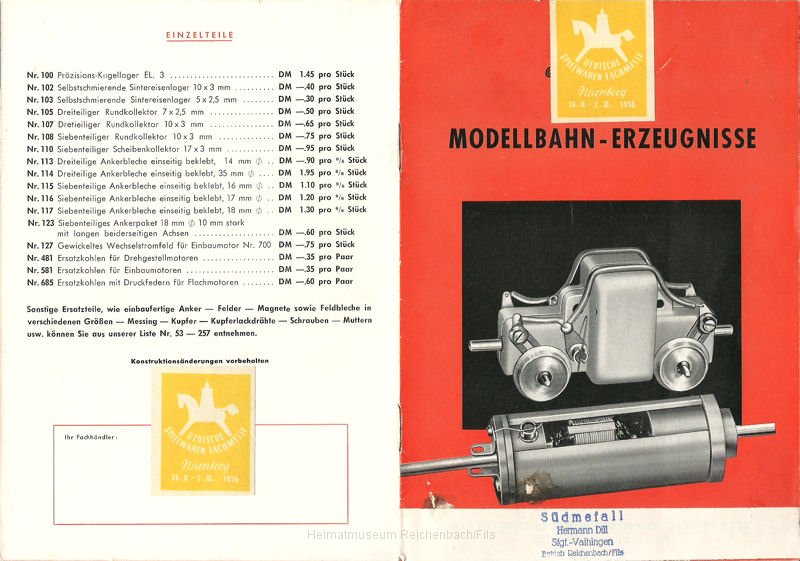 EINZELTEILE
Nr. 100 Präzisions-Kugellager EL. 3 ........................ DM 1.45 pro Stück
Nr. 102 Selbstschmierende Sintereisenlager 10 x 3 mm ........ DM —.40 pro Stück
Nr. 103 Selbstschmierende Sintereisenlager 5 x 2,5 mm ....... DM —.30 pro Stück
Nr. 105 Dreiteiliger Rundkollektor 7 x 2,5 mm .............. DM —.50 pro Stück
Nr. 107 Dreiteiliger Rundkollektor 10 x 3 mm ............... DM —.65 pro Stück
Nr. 108 Siebenteiliger Rundkollektor 10 x 3 mm ............. DM —.75 pro Stück
Nr. 110 Siebenteiliger Scheibenkollektor 17 x 3 mm .......... DM —.95 pro Stück
Nr. 113 Dreiteilige Ankerbleche einseitig beklebt, 14 mm ∅ .. DM —.90 pro % Stück
Nr. 114 Dreiteilige Ankerbleche einseitig beklebt, 35 mm ∅ .... DM 1.95 pro % Stück
Nr. 115 Siebenteilige Ankerbleche einseitig beklebt, 16 mm ∅ .. DM 1.10 pro % Stück
Nr. 116 Siebenteilige Ankerbleche einseitig beklebt, 17 mm ∅ .. DM 1.20 pro % Stück
Nr. 117 Siebenteilige Ankerbleche einseitig beklebt, 18 mm ∅ .. DM 1.30 pro % Stück
Nr. 123 Siebenteiliges Ankerpaket 18 mm ∅ 10 mm stark
mit langen beiderseitigen Achsen ................... DM —.60 pro Stück
Nr. 127 Gewickeltes Wechselstromfeld für Einbaumotor Nr. 700 DM —.75 pro Stück
Nr. 481 Ersatzkohlen für Drehgestellmotoren ................. DM —.35 pro Paar
Nr. 581 Ersatzkohlen für Einbaumotoren ..................... DM —.35 pro Paar
Nr. 685 Ersatzkohlen mit Druckfedern für Flachmotoren ....... DM —.60 pro Paar
Sonstige Ersatzteile, wie einbaufertige Anker — Felder — Magnete sowie Feldbleche in
verschiedenen Größen — Messing — Kupfer — Kupferlackdrähte — Schrauben — Muttern
usw. können Sie aus unserer Liste Nr. 53 — 257 entnehmen.
Konstruktionsänderungen vorbehalten
Ihr Fachhändler:
DEUTSCHE
SPIELWAREN FACHMESSE
Nürnberg
DEUTSCHE
SPIELWAREN FACHMESSE
Nürnberg
MODELLBAHN-ERZEUGNISSE
Südmetall
Hermann Dill
Stgt.-Vaihingen
Betrieb Reichenbach/Fils
Heimatmuseum Reichenbach/Fils